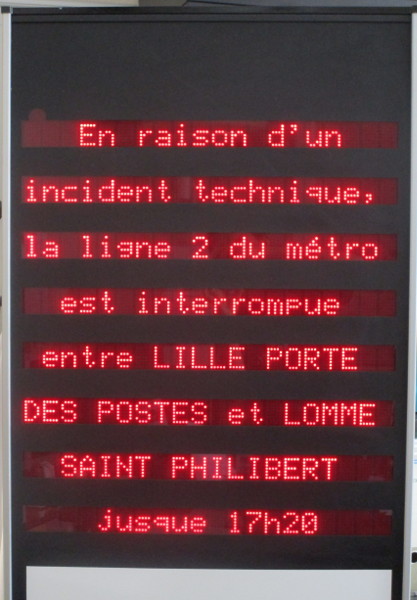 En raison d'un
incident technique,
la ligne 2 du métro
est interrompue
entre LILLE PORTE
DES POSTES et LOMME
SAINT PHILIBERT
jusque 17h20